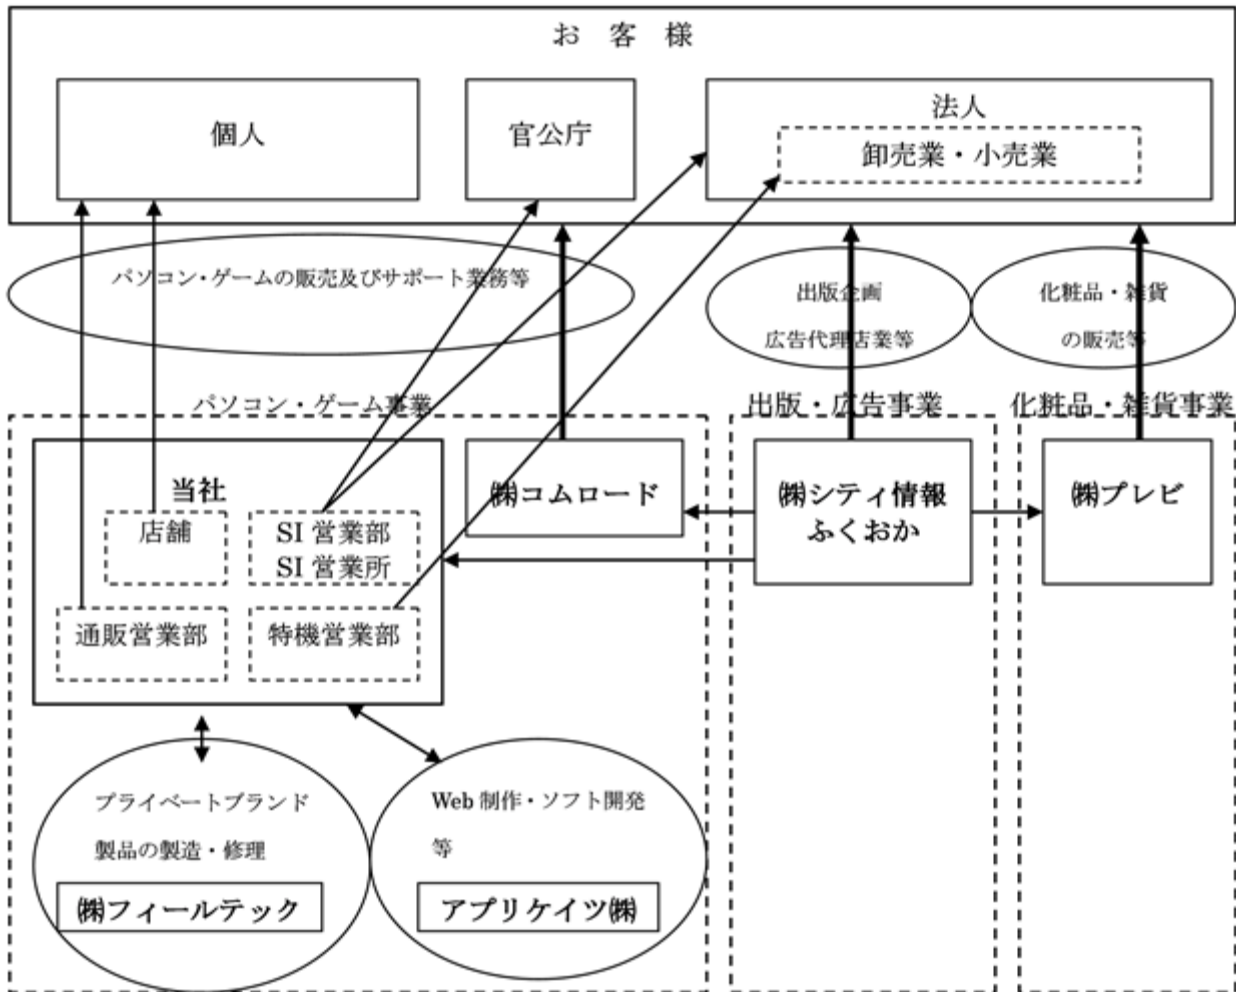 お 客 様
個人
官公庁
法人
卸売業・小売業
パソコン・ゲームの販売及びサポート業務等
出版企画
広告代理店業等
化粧品・雑貨
の販売等
パソコン・ゲーム事業
出版・広告事業
化粧品・雑貨事業
当社
店舗
SI 営業部
SI 営業所
通販営業部
特機営業部
㈱コムロード
㈱シティ情報
ふくおか
㈱プレビ
プライベートブランド
製品の製造・修理
㈱フィールテック
Web 制作・ソフト開発
等
アプリケイツ㈱